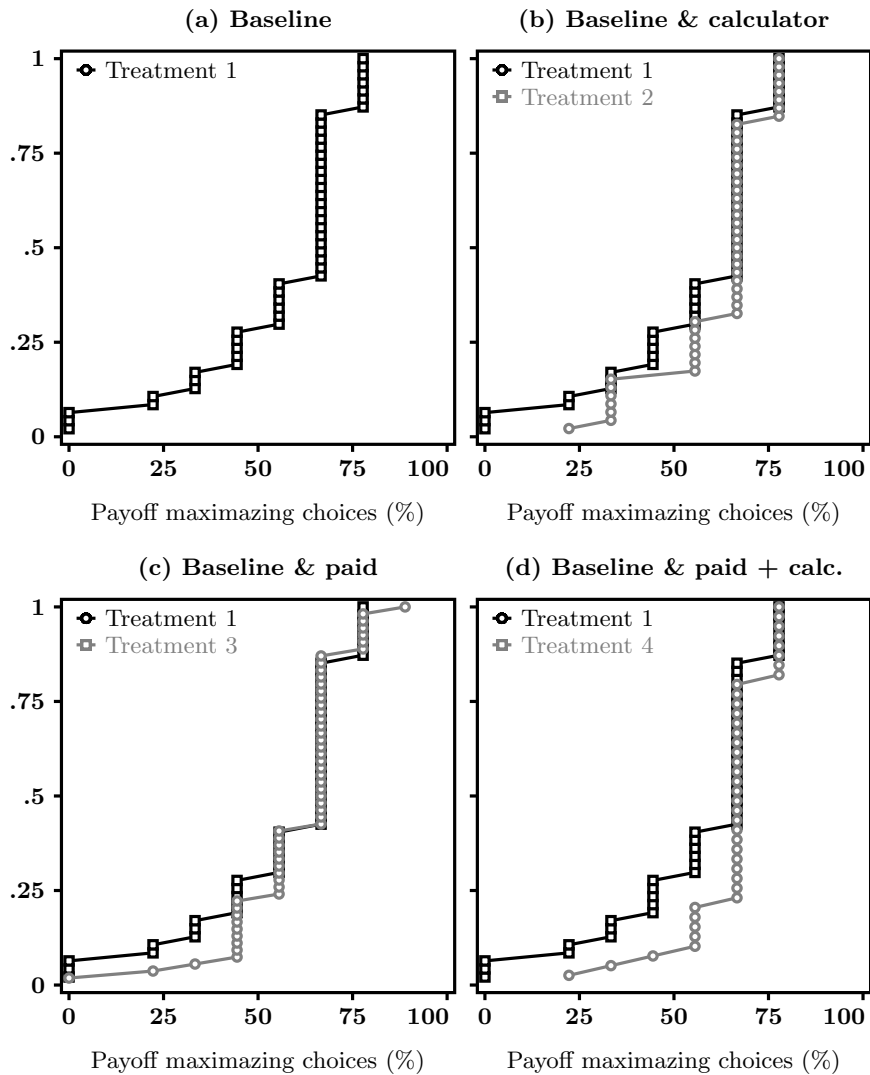 (a) Baseline
(b) Baseline & calculator
1
.75
.5
.25
0
Treatment 1
Treatment 1
Treatment 2
0 25 50 75 100
0 25 50 75 100
Payoff maximazing choices (%)
Payoff maximazing choices (%)
(c) Baseline & paid
(d) Baseline & paid + calc.
1
.75
.5
.25
0
Treatment 1
Treatment 3
Treatment 1
Treatment 4
0 25 50 75 100
0 25 50 75 100
Payoff maximazing choices (%)
Payoff maximazing choices (%)